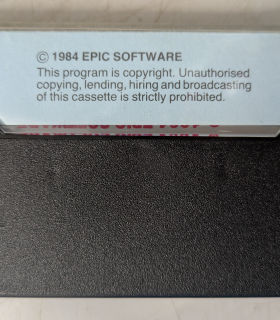 © 1984 EPIC SOFTWARE
This program is copyright. Unauthorised
copying, lending, hiring and broadcasting
of this cassette is strictly prohibited.